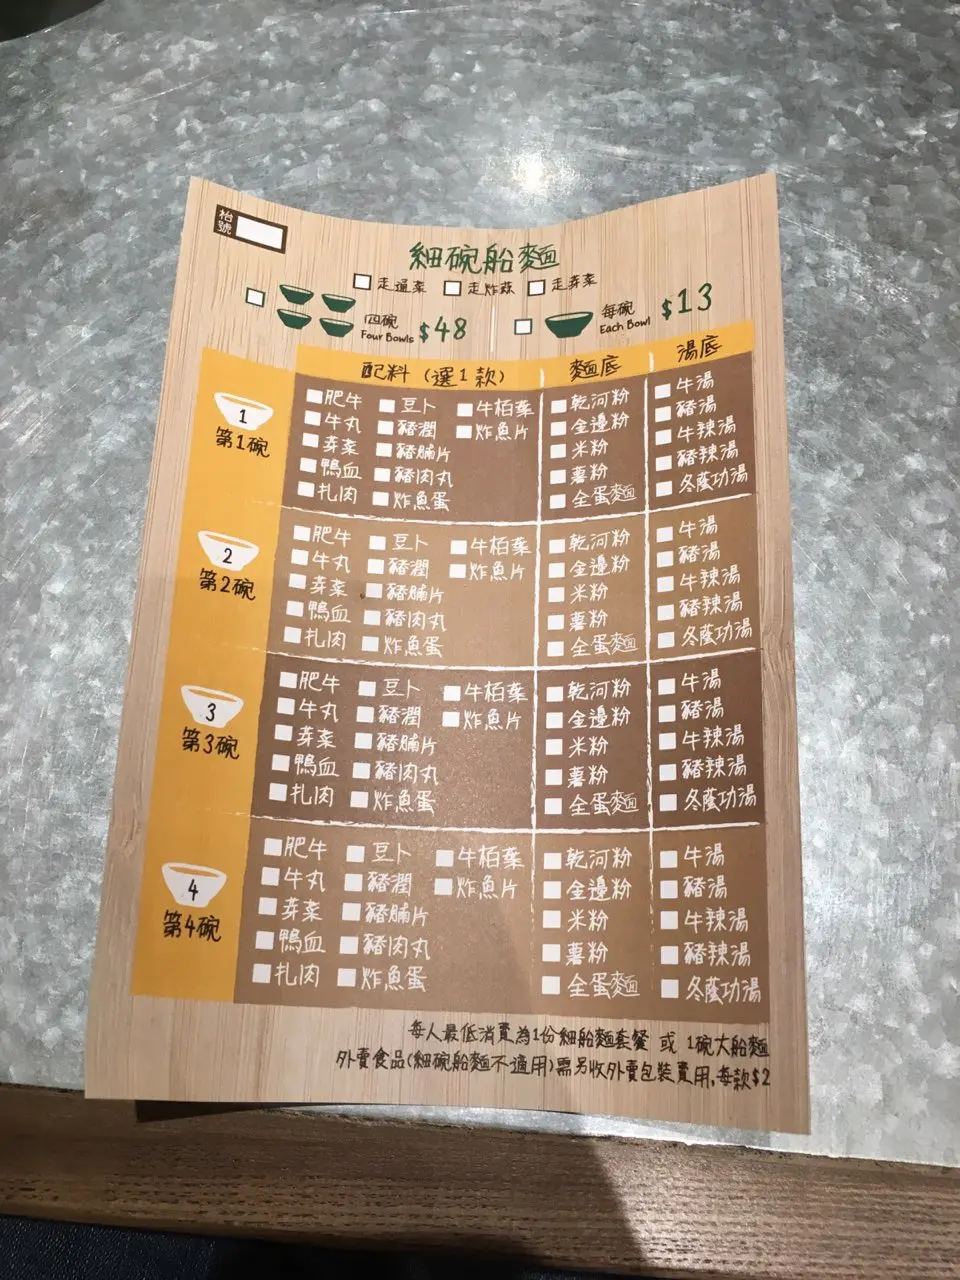 枱號
細碗船麵
走通菜 走炸蒜 走芽菜
四碗 Four Bowls $48 每碗 Each Bowl $13
配料 (選1款) 麵底 湯底
1 第1碗
肥牛 豆卜 牛栢葉 乾河粉 牛湯
牛丸 豬潤 炸魚片 金邊粉 豬湯
芽菜 豬脯片 米粉 牛辣湯
鴨血 豬肉丸 薯粉 豬辣湯
扎肉 炸魚蛋 全蛋麵 冬蔭功湯
2 第2碗
肥牛 豆卜 牛栢葉 乾河粉 牛湯
牛丸 豬潤 炸魚片 金邊粉 豬湯
芽菜 豬脯片 米粉 牛辣湯
鴨血 豬肉丸 薯粉 豬辣湯
扎肉 炸魚蛋 全蛋麵 冬蔭功湯
3 第3碗
肥牛 豆卜 牛栢葉 乾河粉 牛湯
牛丸 豬潤 炸魚片 金邊粉 豬湯
芽菜 豬脯片 米粉 牛辣湯
鴨血 豬肉丸 薯粉 豬辣湯
扎肉 炸魚蛋 全蛋麵 冬蔭功湯
4 第4碗
肥牛 豆卜 牛栢葉 乾河粉 牛湯
牛丸 豬潤 炸魚片 金邊粉 豬湯
芽菜 豬脯片 米粉 牛辣湯
鴨血 豬肉丸 薯粉 豬辣湯
扎肉 炸魚蛋 全蛋麵 冬蔭功湯
每人最低消費為1份細船麵套餐 或 1碗大船麵
外賣食品(細碗船麵不適用)需另收外賣包裝費用,每款$2